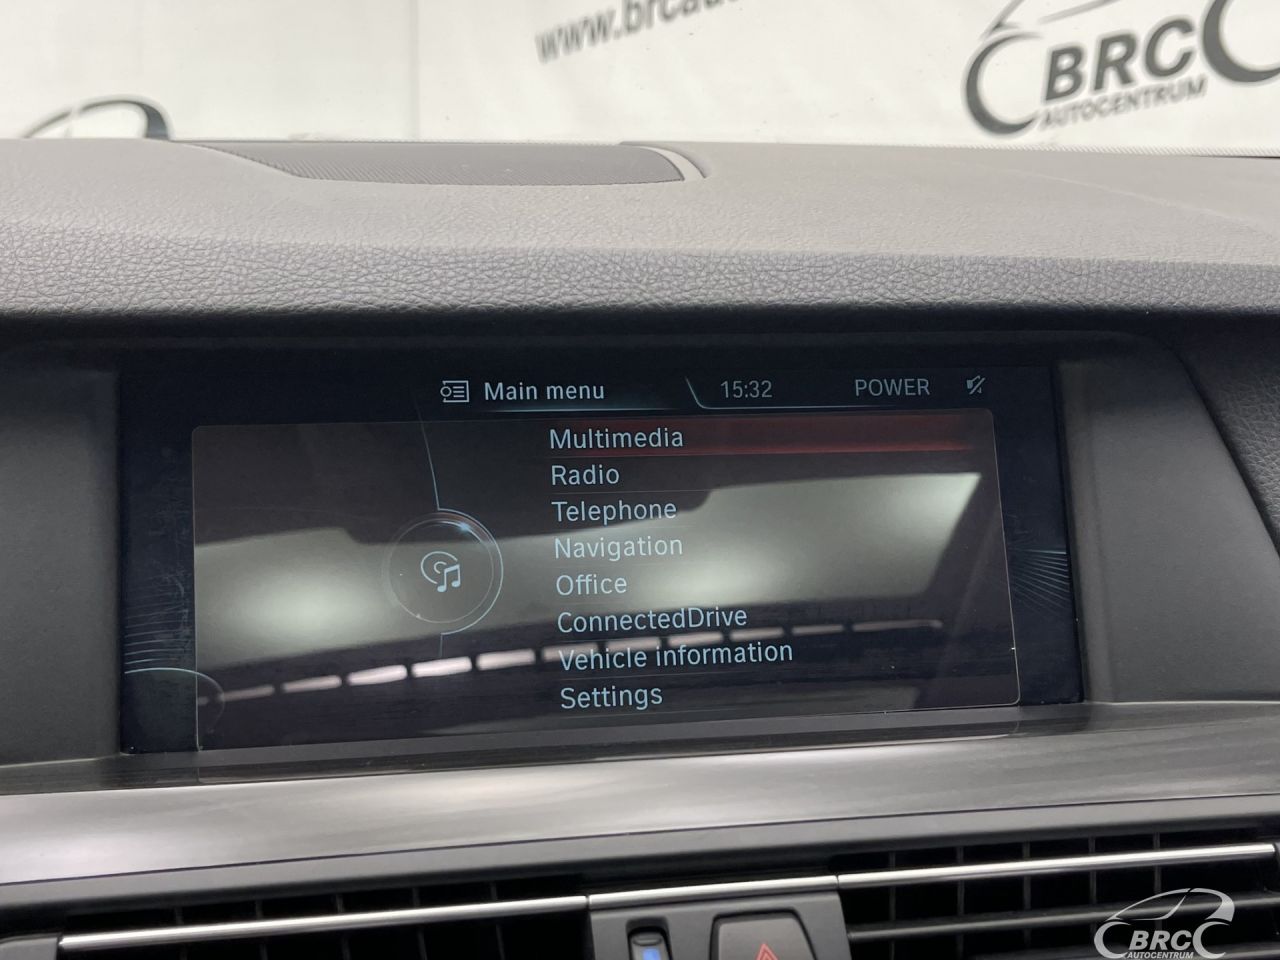 www.brcau
BRC
AUTOCENTRUM
Main menu 15:32 POWER
Multimedia
Radio
Telephone
Navigation
Office
ConnectedDrive
Vehicle information
Settings
BRC
AUTOCENTRUM